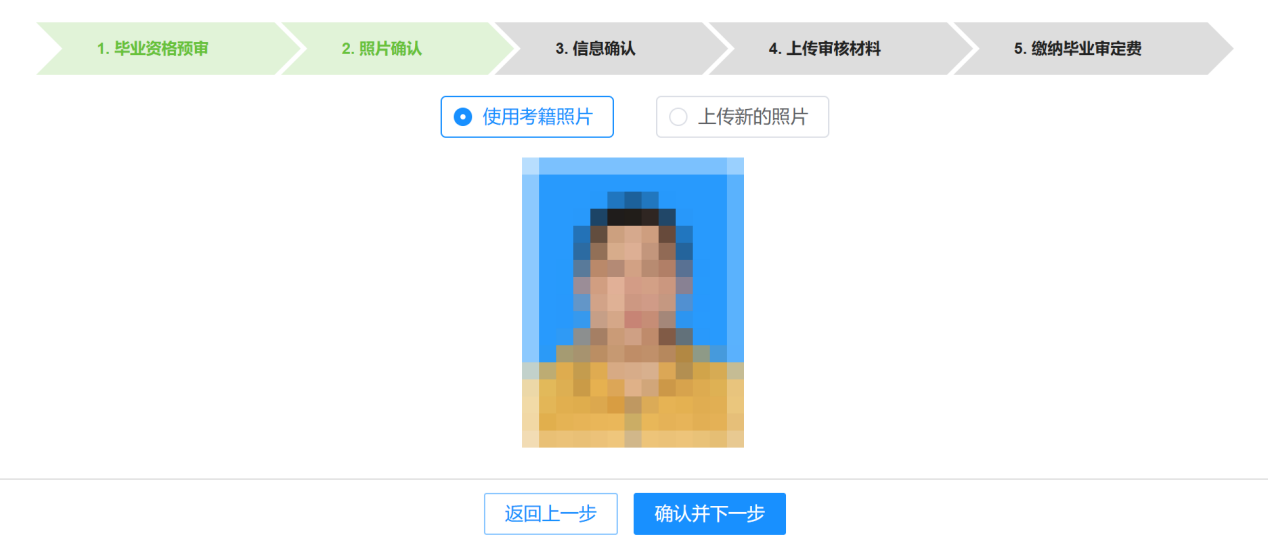 1. 毕业资格预审
2. 照片确认
3. 信息确认
4. 上传审核材料
5. 缴纳毕业审定费
使用考籍照片
上传新的照片
返回上一步
确认并下一步